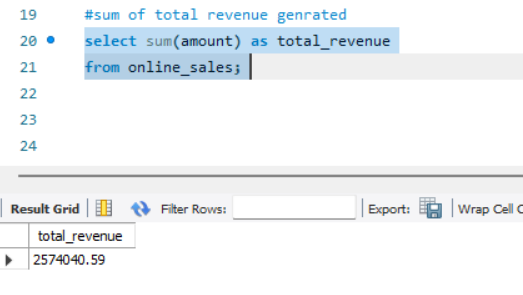 19 #sum of total revenue genrated
20 select sum(amount) as total_revenue
21 from online_sales;
22
23
24
Result Grid Filter Rows: Export: Wrap Cell C
total_revenue
2574040.59